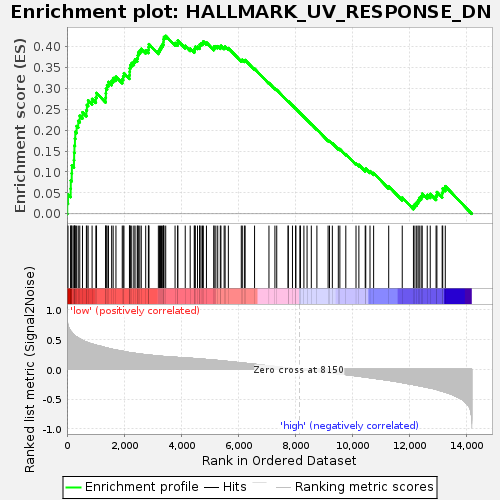 Enrichment plot: HALLMARK_UV_RESPONSE_DN
Enrichment score (ES)
0.40
0.35
0.30
0.25
0.20
0.15
0.10
0.05
0.00
Ranked list metric (Signal2Noise)
1.0
0.5
0.0
-0.5
-1.0
'low' (positively correlated)
Zero cross at 8150
'high' (negatively correlated)
0
2,000
4,000
6,000
8,000
10,000
12,000
14,000
Rank in Ordered Dataset
Enrichment profile
Hits
Ranking metric scores